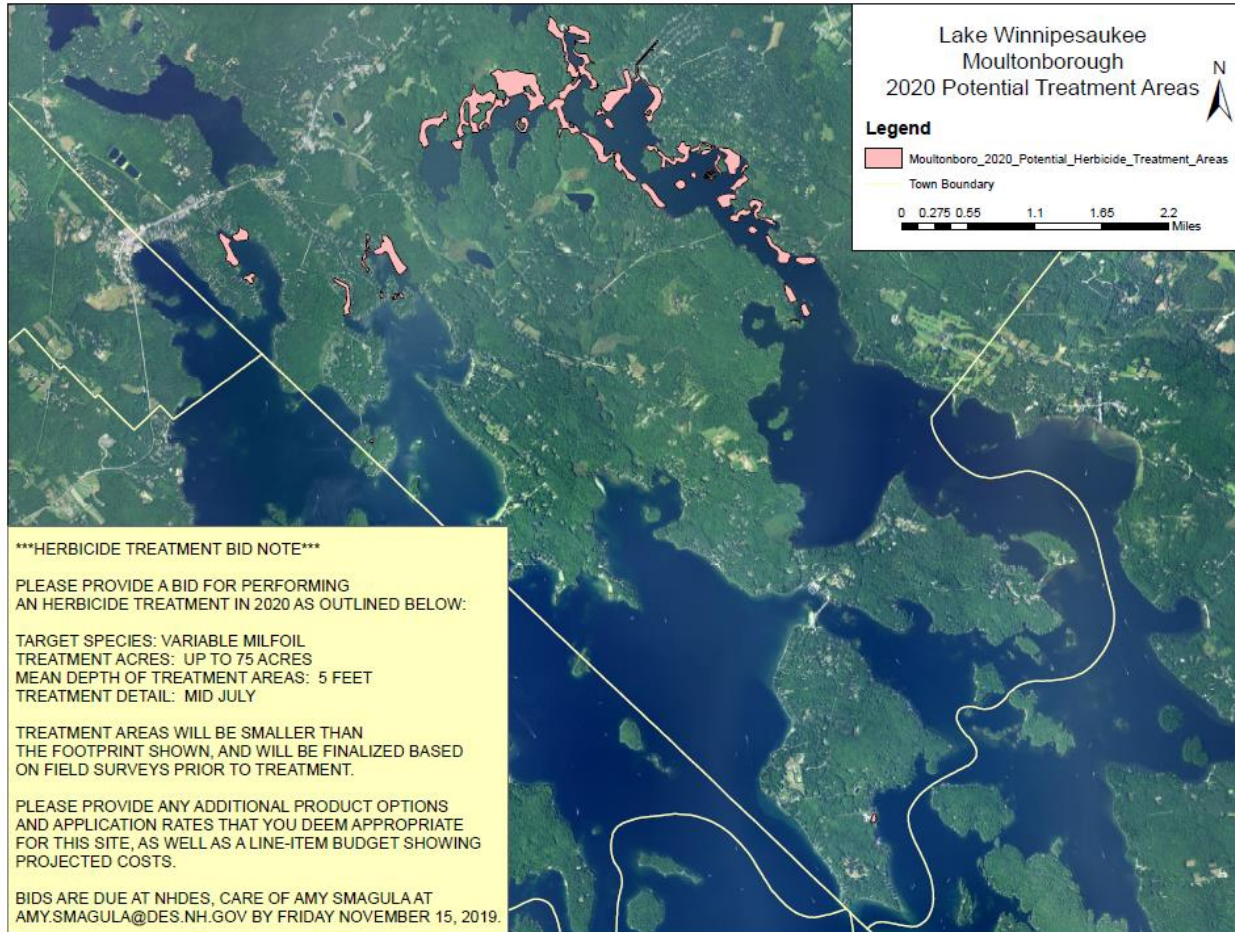 Lake Winnipesaukee
Moultonborough
2020 Potential Treatment Areas
N
Legend
Moultonboro_2020_Potential_Herbicide_Treatment_Areas
Town Boundary
0 0.275 0.55 1.1 1.65 2.2
Miles
***HERBICIDE TREATMENT BID NOTE***
PLEASE PROVIDE A BID FOR PERFORMING
AN HERBICIDE TREATMENT IN 2020 AS OUTLINED BELOW:
TARGET SPECIES: VARIABLE MILFOIL
TREATMENT ACRES: UP TO 75 ACRES
MEAN DEPTH OF TREATMENT AREAS: 5 FEET
TREATMENT DETAIL: MID JULY
TREATMENT AREAS WILL BE SMALLER THAN
THE FOOTPRINT SHOWN, AND WILL BE FINALIZED BASED
ON FIELD SURVEYS PRIOR TO TREATMENT.
PLEASE PROVIDE ANY ADDITIONAL PRODUCT OPTIONS
AND APPLICATION RATES THAT YOU DEEM APPROPRIATE
FOR THIS SITE, AS WELL AS A LINE-ITEM BUDGET SHOWING
PROJECTED COSTS.
BIDS ARE DUE AT NHDES, CARE OF AMY SMAGULA AT
AMY.SMAGULA@DES.NH.GOV BY FRIDAY NOVEMBER 15, 2019.